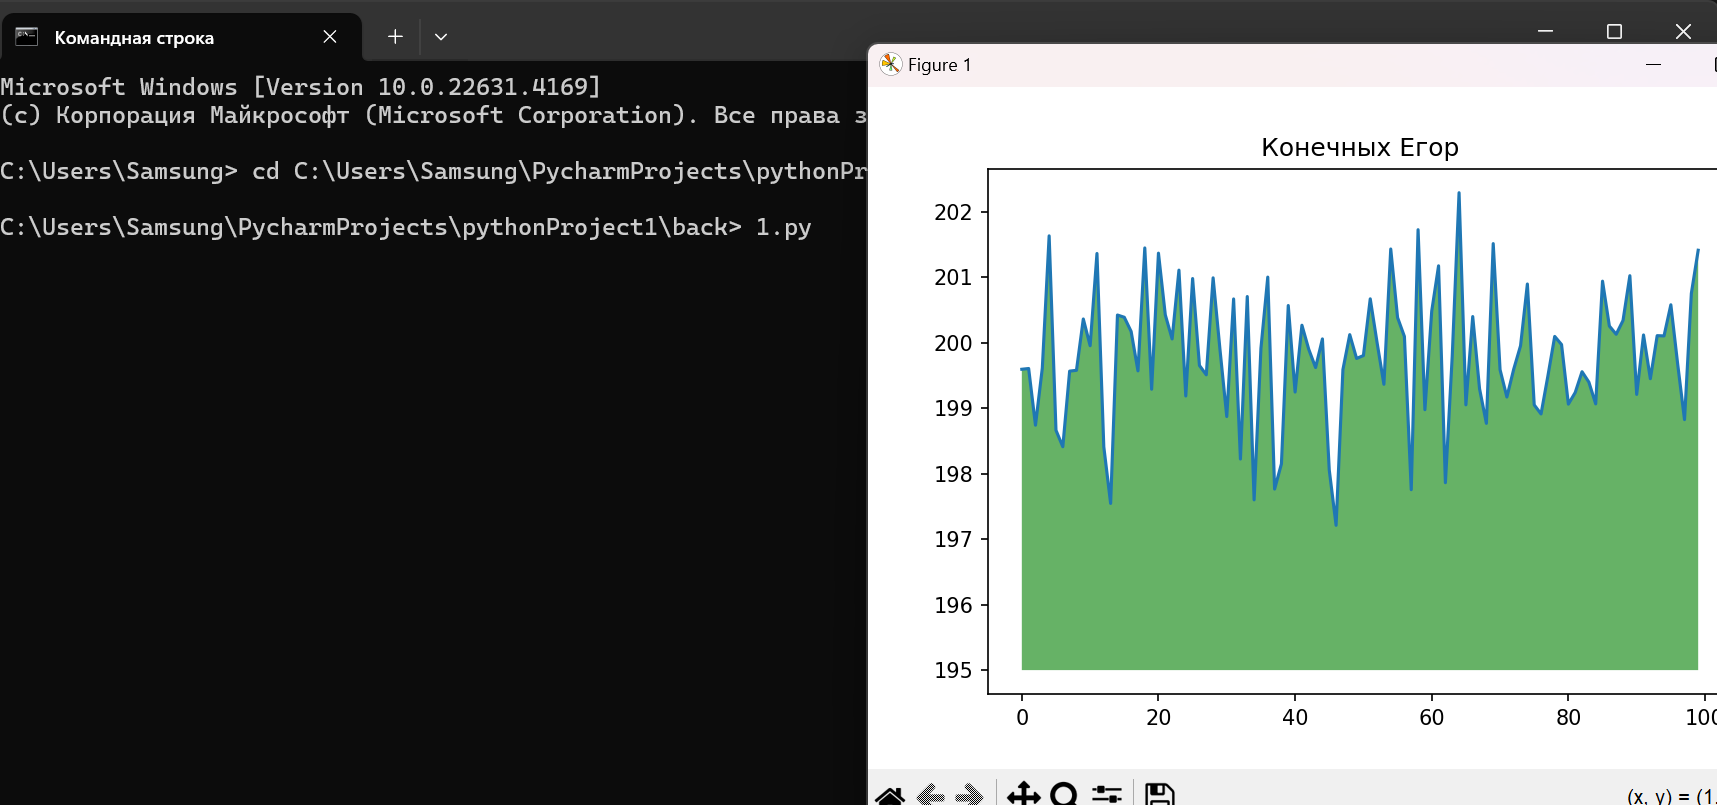 Командная строка
Microsoft Windows [Version 10.0.22631.4169]
(c) Корпорация Майкрософт (Microsoft Corporation). Все права з
C:\Users\Samsung> cd C:\Users\Samsung\PycharmProjects\pythonPr
C:\Users\Samsung\PycharmProjects\pythonProject1\back> 1.py
Figure 1
Конечных Егор
202
201
200
199
198
197
196
195
0 20 40 60 80 100
(x, y) = (1.